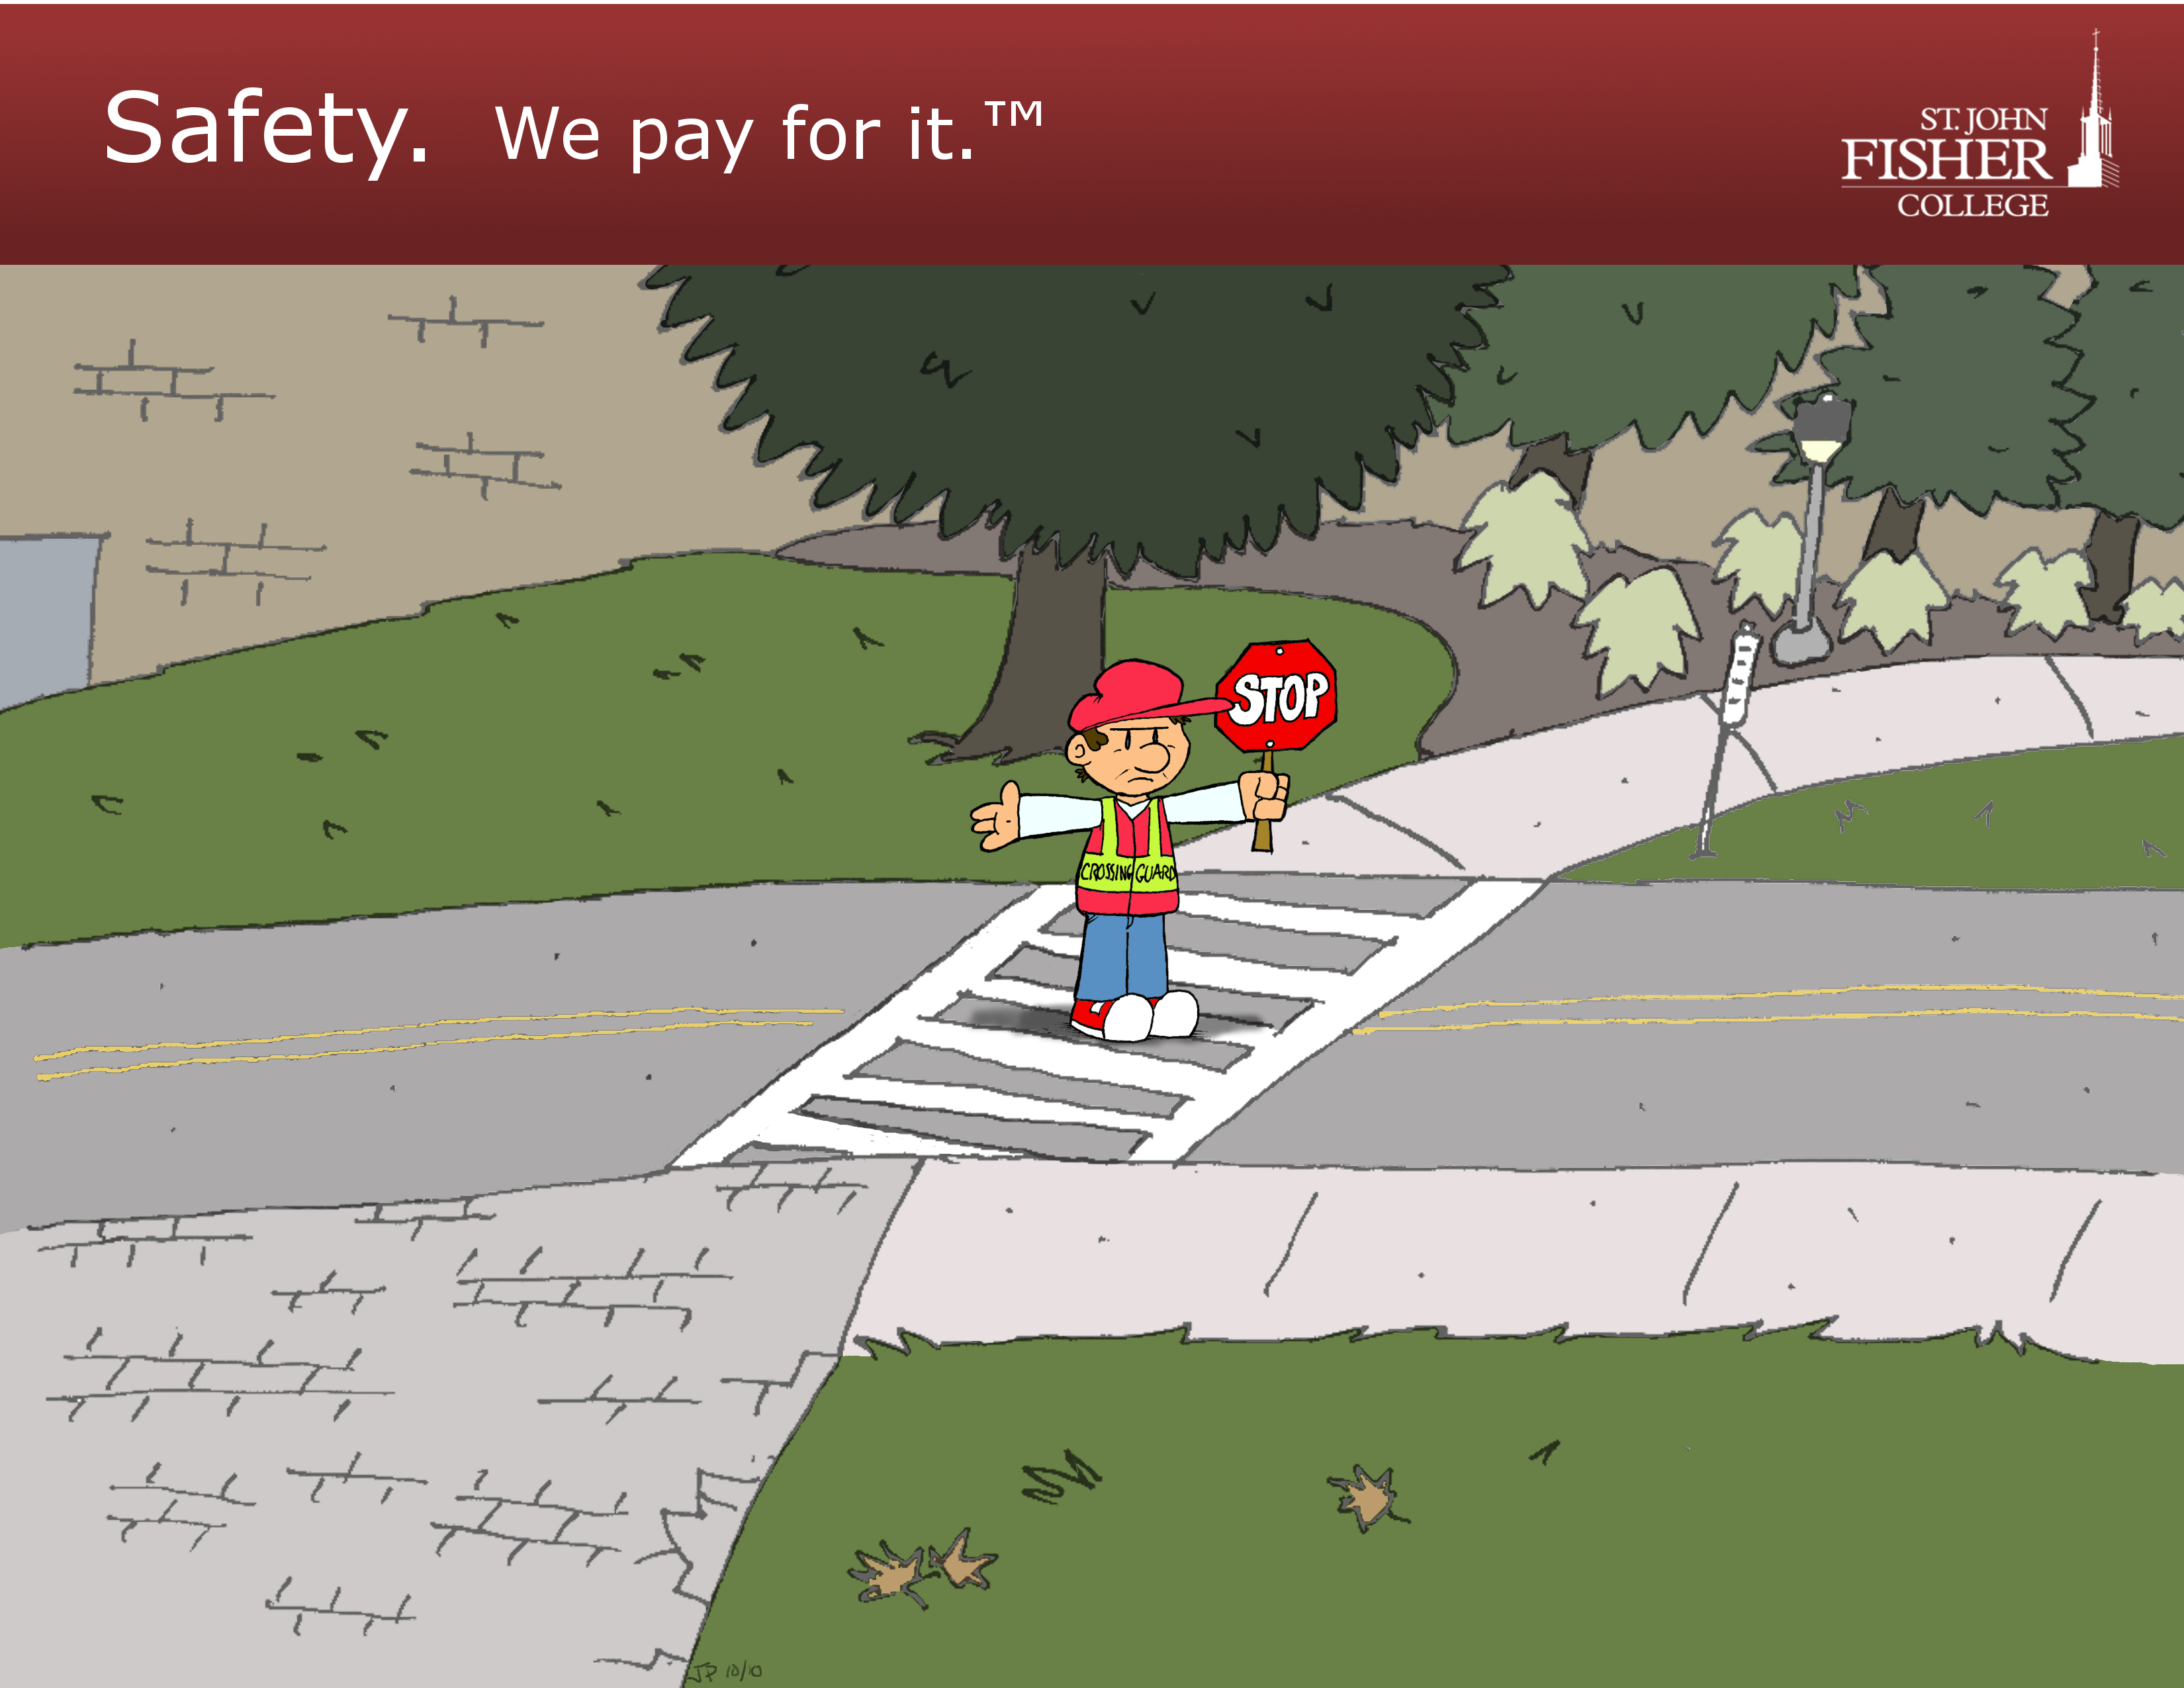 Safety. We pay for it.™
ST. JOHN
FISHER
COLLEGE
STOP
CROSSING GUARD
JP 10/10